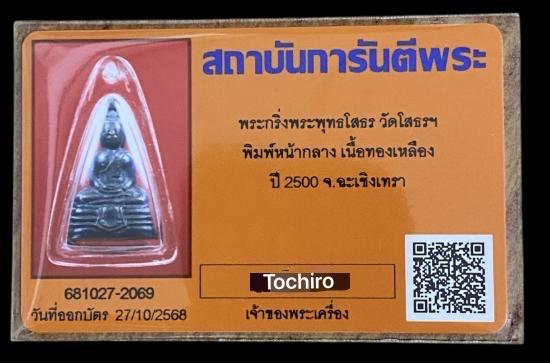 สถาบันการันตีพระ
พระกริ่งพระพุทธโสธร วัดโสธรฯ
พิมพ์หน้ากลาง เนื้อทองเหลือง
ปี 2500 จ.ฉะเชิงเทรา
Tochiro
681027-2069
วันที่ออกบัตร 27/10/2568
เจ้าของพระเครื่อง